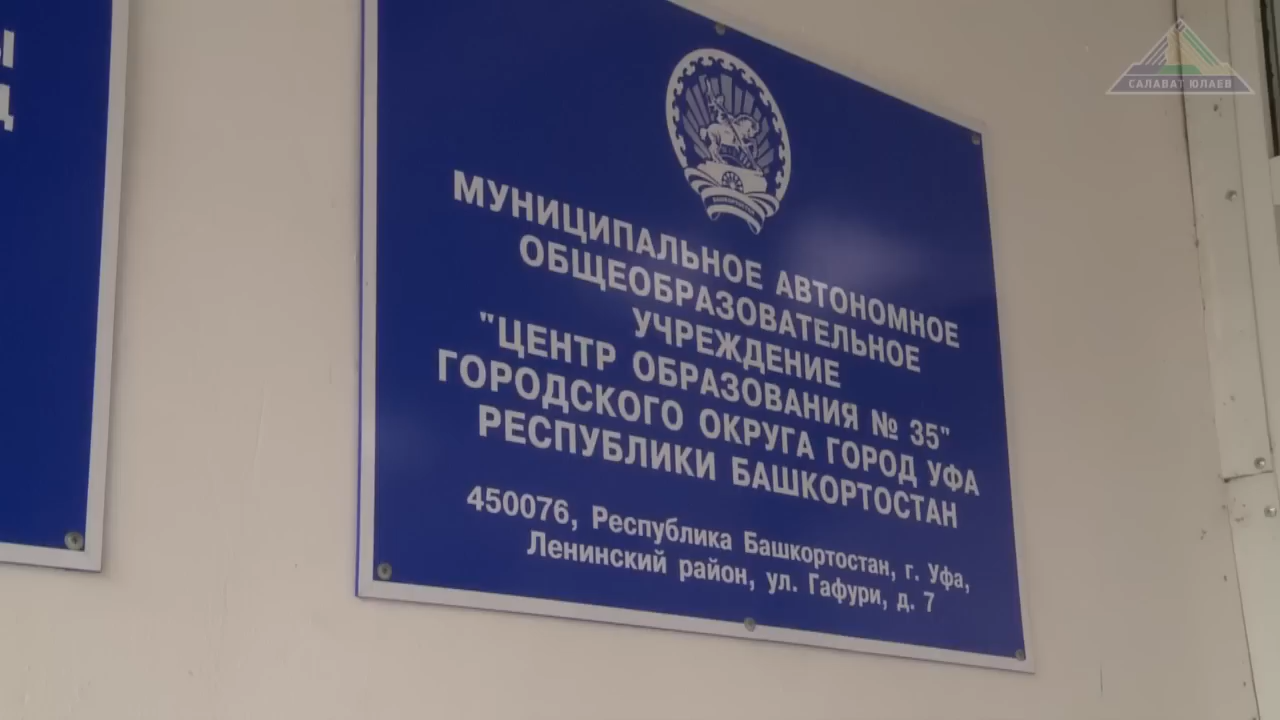 Ы
Д
САЛАВАТ ЮЛАЕВ
БАШКОРТОСТАН
МУНИЦИПАЛЬНОЕ АВТОНОМНОЕ
ОБЩЕОБРАЗОВАТЕЛЬНОЕ
УЧРЕЖДЕНИЕ
"ЦЕНТР ОБРАЗОВАНИЯ № 35"
ГОРОДСКОГО ОКРУГА ГОРОД УФА
РЕСПУБЛИКИ БАШКОРТОСТАН
450076, Республика Башкортостан, г. Уфа,
Ленинский район, ул. Гафури, д. 7